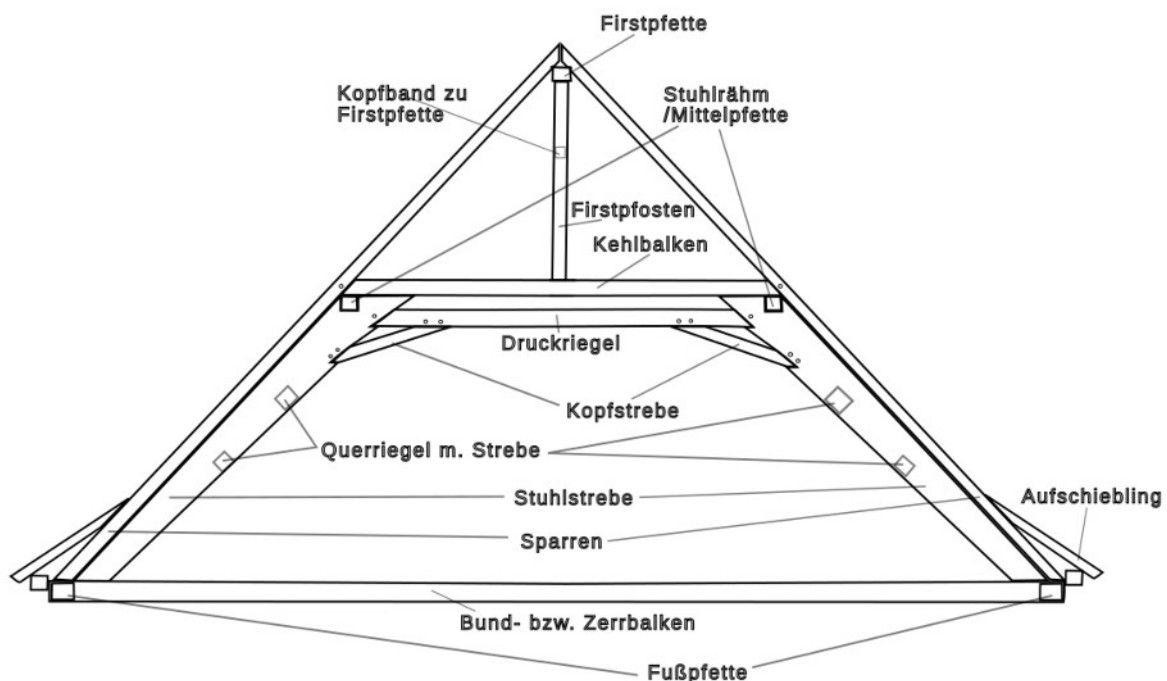 Firstpfette
Kopfband zu
Firstpfette
Stuhlrähm
/Mittelpfette
Firstpfosten
Kehlbalken
Druckriegel
Kopfstrebe
Querriegel m. Strebe
Stuhlstrebe
Aufschiebling
Sparren
Bund- bzw. Zerrbalken
Fußpfette